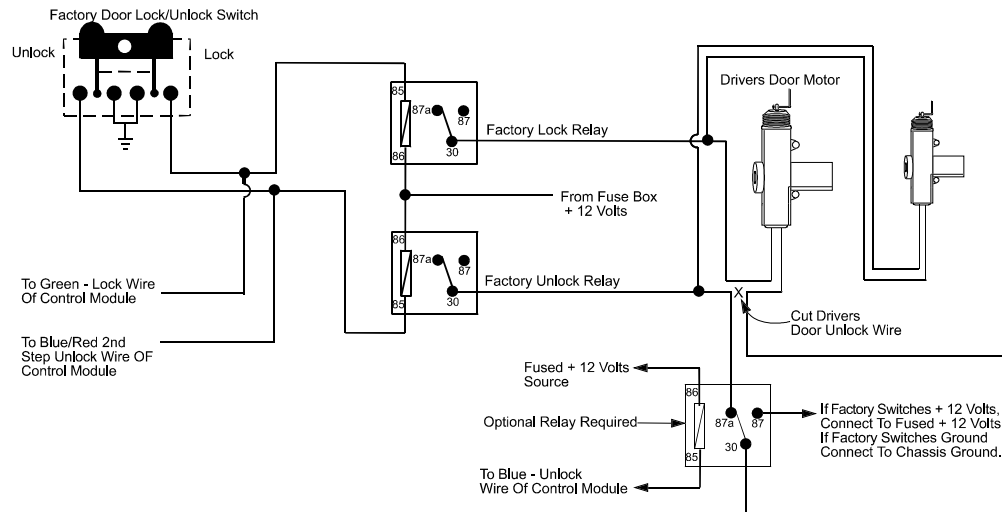 Factory Door Lock/Unlock Switch
Unlock
Lock
85
87a
87
86
30
Factory Lock Relay
Drivers Door Motor
From Fuse Box
+ 12 Volts
86
87a
87
85
30
Factory Unlock Relay
To Green - Lock Wire
Of Control Module
To Blue/Red 2nd
Step Unlock Wire OF
Control Module
X
Cut Drivers
Door Unlock Wire
Fused + 12 Volts
Source
Optional Relay Required
86
87a
87
30
85
If Factory Switches + 12 Volts,
Connect To Fused + 12 Volts
If Factory Switches Ground
Connect To Chassis Ground.
To Blue - Unlock
Wire Of Control Module